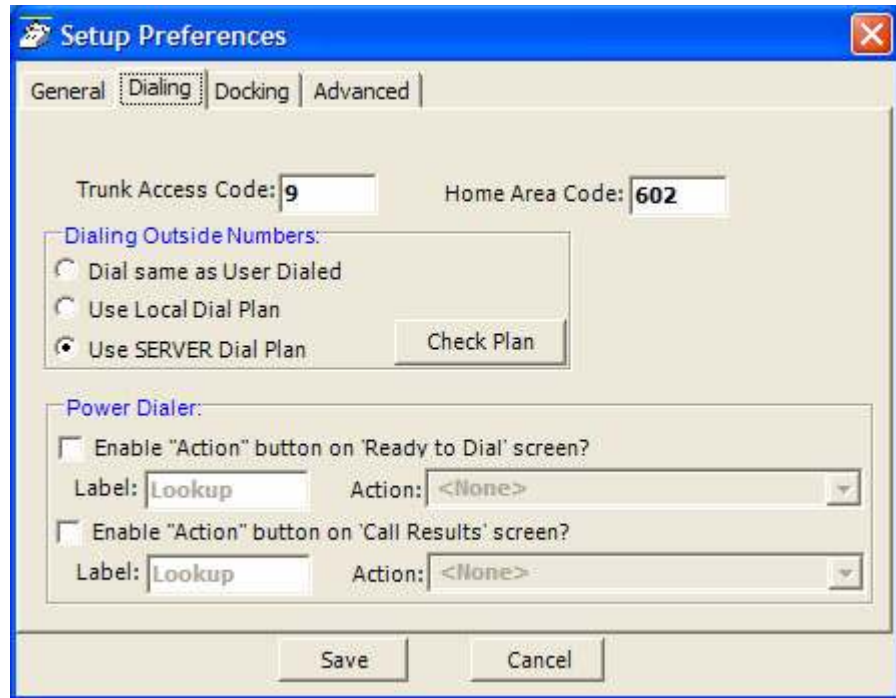 Setup Preferences
General Dialing Docking Advanced
Trunk Access Code: 9 Home Area Code: 602
Dialing Outside Numbers:
Dial same as User Dialed
Use Local Dial Plan
Use SERVER Dial Plan Check Plan
Power Dialer:
Enable "Action" button on 'Ready to Dial' screen?
Label: Lookup Action: <None>
Enable "Action" button on 'Call Results' screen?
Label: Lookup Action: <None>
Save Cancel